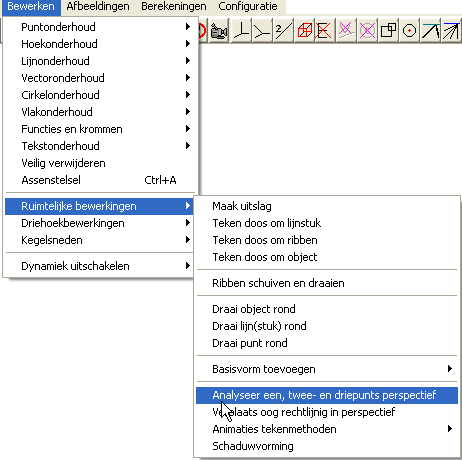 Bewerken Afbeeldingen Berekeningen Configuratie
Puntonderhoud
Hoekonderhoud
Lijnonderhoud
Vectoronderhoud
Cirkelonderhoud
Vlakonderhoud
Functies en krommen
Tekstonderhoud
Veilig verwijderen
Assenstelsel Ctrl+A
Ruimtelijke bewerkingen
Driehoekbewerkingen
Kegelsneden
Dynamiek uitschakelen
Maak uitslag
Teken doos om lijnstuk
Teken doos om ribben
Teken doos om object
Ribben schuiven en draaien
Draai object rond
Draai lijn(stuk) rond
Draai punt rond
Basisvorm toevoegen
Analyseer een, twee- en driepunts perspectief
oog rechtlijnig in perspectief
Animaties tekenmethoden
Schaduwvorming